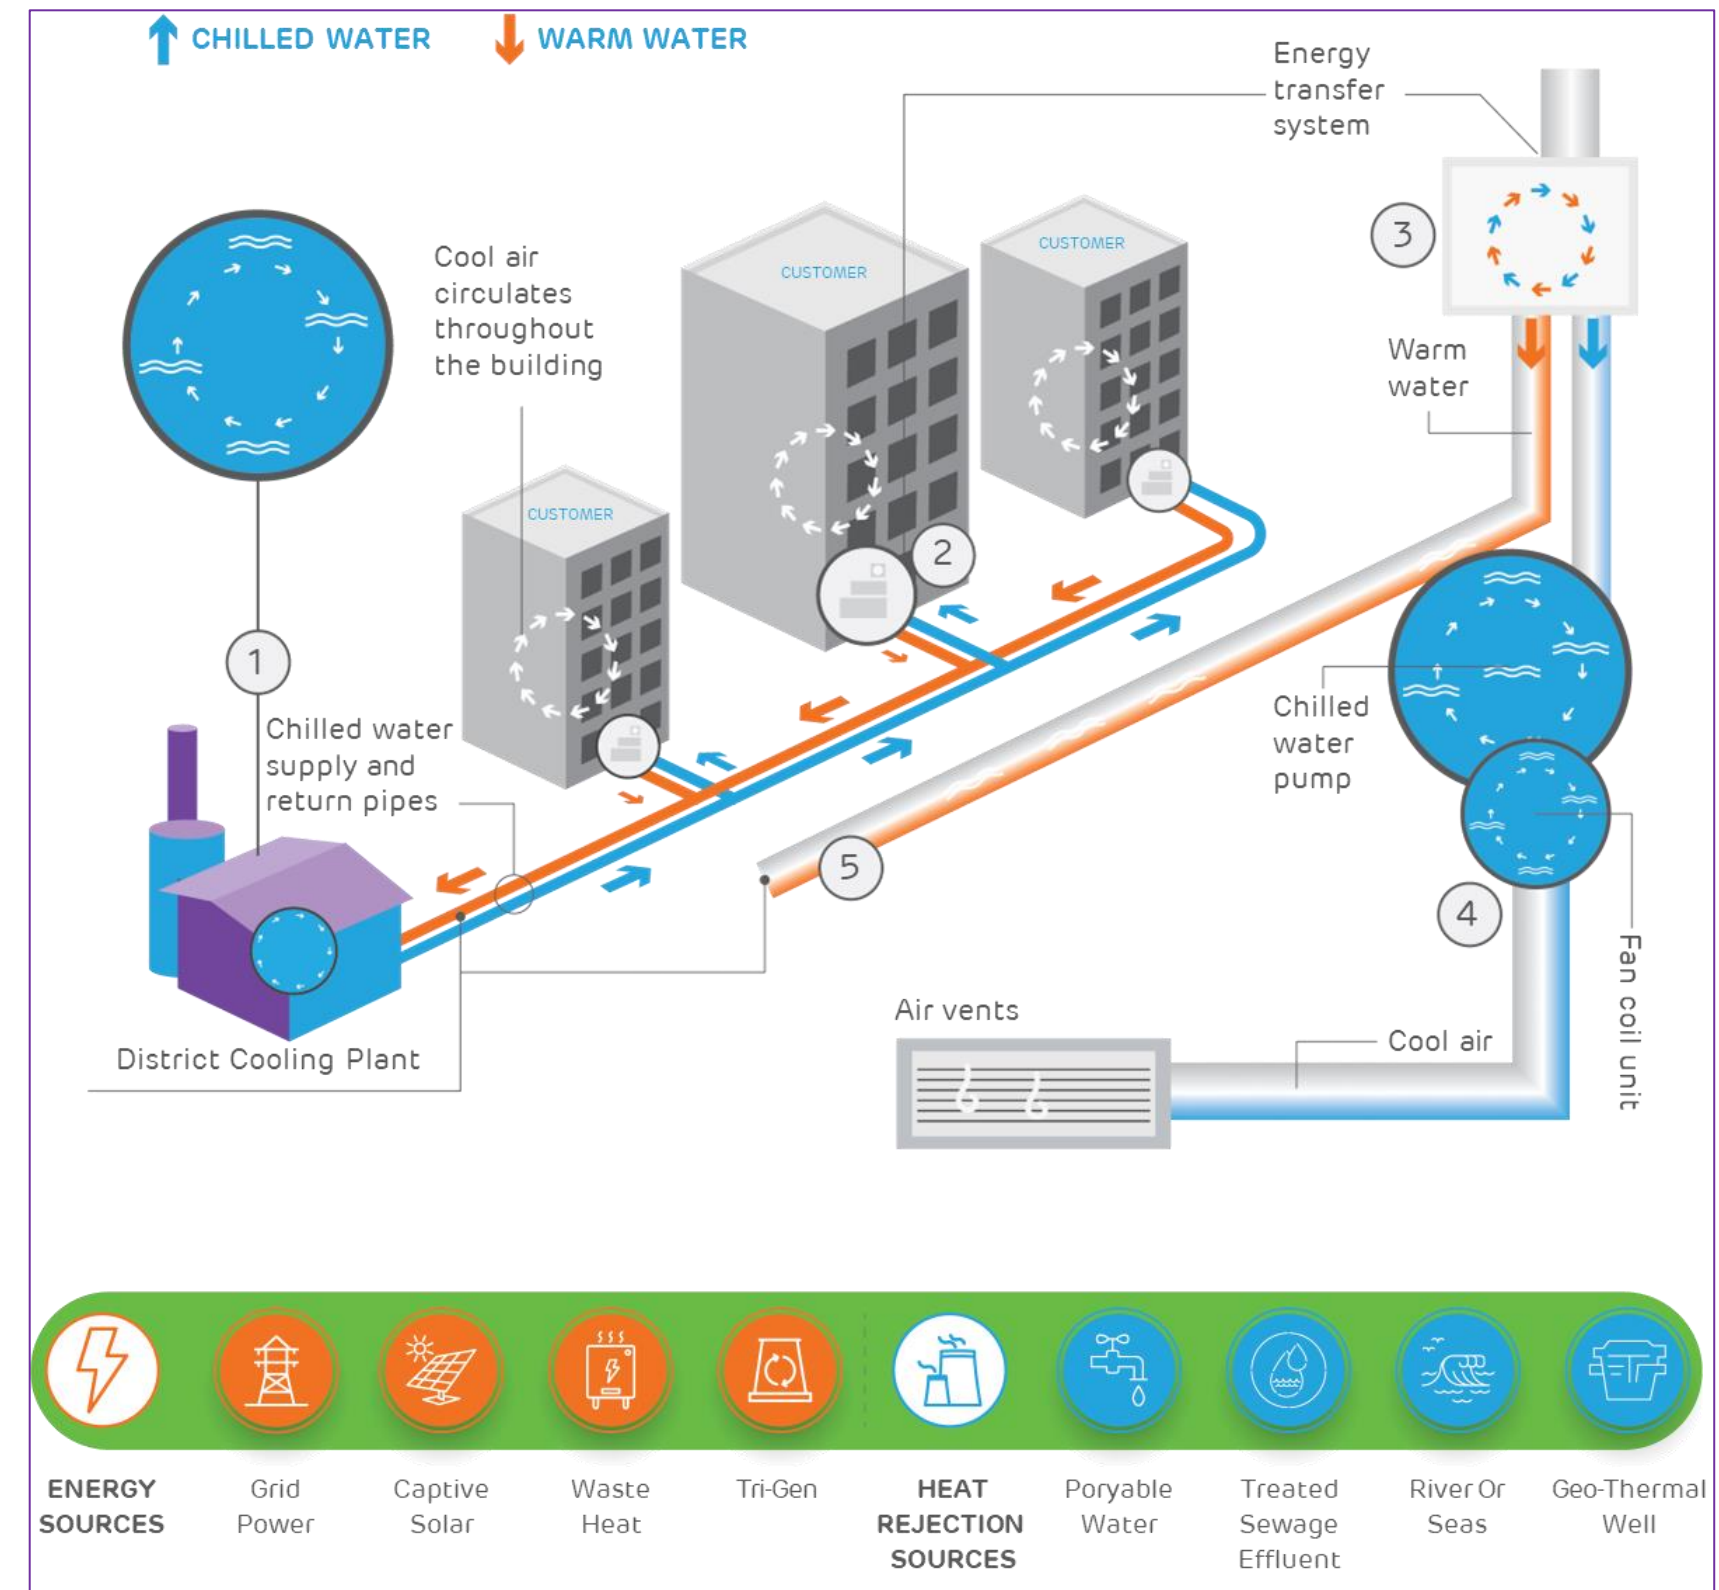 CHILLED WATER
WARM WATER
Energy
transfer
system
3
CUSTOMER
CUSTOMER
Cool air
circulates
throughout
the building
Warm
water
CUSTOMER
2
1
Chilled water
supply and
return pipes
Chilled
water
pump
5
4
Fan coil unit
Air vents
Cool air
District Cooling Plant
ENERGY
SOURCES
Grid
Power
Captive
Solar
Waste
Heat
Tri-Gen
HEAT
REJECTION
SOURCES
Poryable
Water
Treated
Sewage
Effluent
River Or
Seas
Geo-Thermal
Well